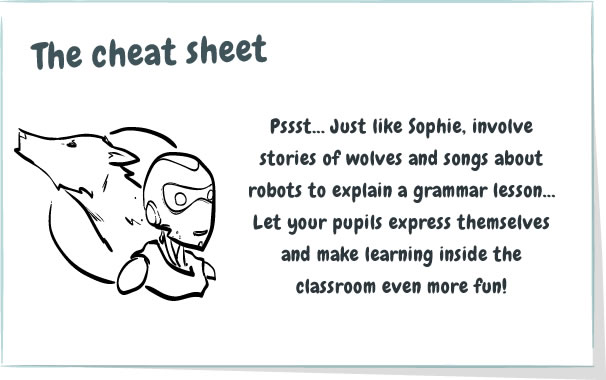 The cheat sheet
Pssst... Just like Sophie, involve
stories of wolves and songs about
robots to explain a grammar lesson...
Let your pupils express themselves
and make learning inside the
classroom even more fun!